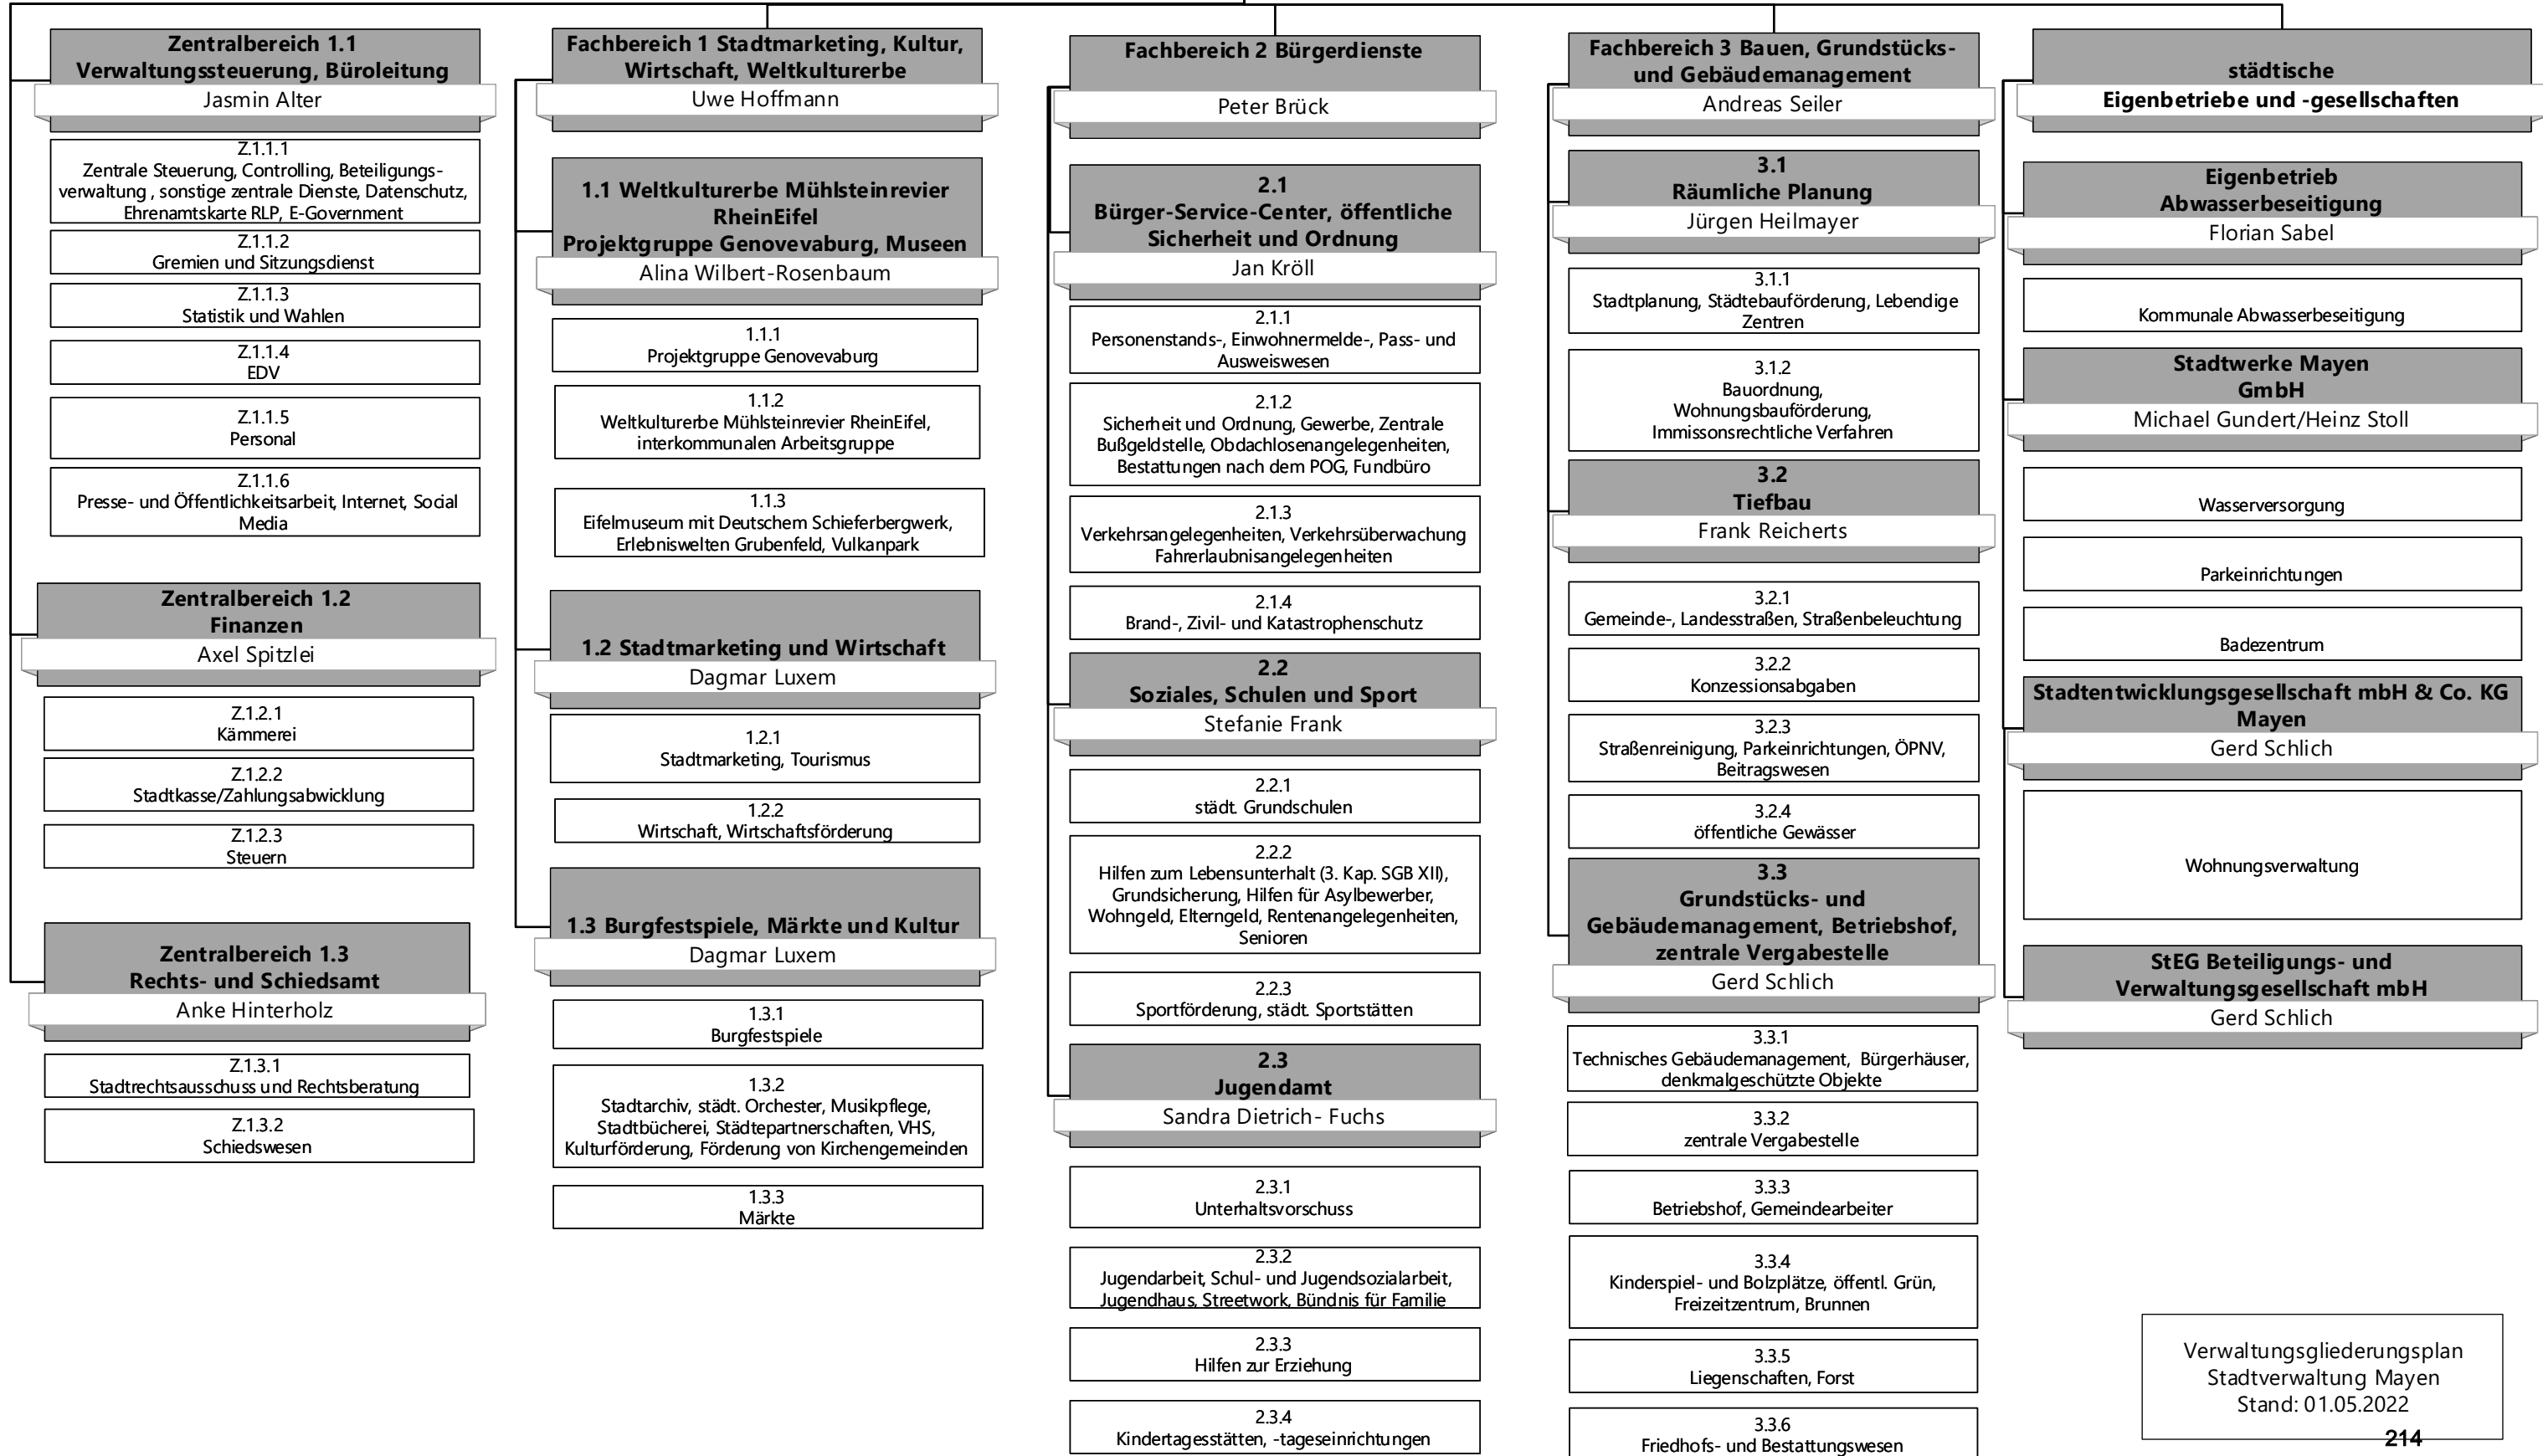 Zentralbereich 1.1
Verwaltungssteuerung, Büroleitung
Jasmin Alter
Z.1.1.1
Zentrale Steuerung, Controlling, Beteiligungs-
verwaltung , sonstige zentrale Dienste, Datenschutz,
Ehrenamtskarte RLP, E-Government
Z.1.1.2
Gremien und Sitzungsdienst
Z.1.1.3
Statistik und Wahlen
Z.1.1.4
EDV
Z.1.1.5
Personal
Z.1.1.6
Presse- und Öffentlichkeitsarbeit, Internet, Social
Media
Zentralbereich 1.2
Finanzen
Axel Spitzlei
Z.1.2.1
Kämmerei
Z.1.2.2
Stadtkasse/Zahlungsabwicklung
Z.1.2.3
Steuern
Zentralbereich 1.3
Rechts- und Schiedsamt
Anke Hinterholz
Z.1.3.1
Stadtrechtsausschuss und Rechtsberatung
Z.1.3.2
Schiedswesen
Fachbereich 1 Stadtmarketing, Kultur,
Wirtschaft, Weltkulturerbe
Uwe Hoffmann
1.1 Weltkulturerbe Mühlsteinrevier
RheinEifel
Projektgruppe Genovevaburg, Museen
Alina Wilbert-Rosenbaum
1.1.1
Projektgruppe Genovevaburg
1.1.2
Weltkulturerbe Mühlsteinrevier RheinEifel,
interkommunalen Arbeitsgruppe
1.1.3
Eifelmuseum mit Deutschem Schieferbergwerk,
Erlebniswelten Grubenfeld, Vulkanpark
1.2 Stadtmarketing und Wirtschaft
Dagmar Luxem
1.2.1
Stadtmarketing, Tourismus
1.2.2
Wirtschaft, Wirtschaftsförderung
1.3 Burgfestspiele, Märkte und Kultur
Dagmar Luxem
1.3.1
Burgfestspiele
1.3.2
Stadtarchiv, städt. Orchester, Musikpflege,
Stadtbücherei, Städtepartnerschaften, VHS,
Kulturförderung, Förderung von Kirchengemeinden
1.3.3
Märkte
Fachbereich 2 Bürgerdienste
Peter Brück
2.1
Bürger-Service-Center, öffentliche
Sicherheit und Ordnung
Jan Kröll
2.1.1
Personenstands-, Einwohnermelde-, Pass- und
Ausweiswesen
2.1.2
Sicherheit und Ordnung, Gewerbe, Zentrale
Bußgeldstelle, Obdachlosenangelegenheiten,
Bestattungen nach dem POG, Fundbüro
2.1.3
Verkehrsangelegenheiten, Verkehrsüberwachung
Fahrerlaubnisangelegenheiten
2.1.4
Brand-, Zivil- und Katastrophenschutz
2.2
Soziales, Schulen und Sport
Stefanie Frank
2.2.1
städt. Grundschulen
2.2.2
Hilfen zum Lebensunterhalt (3. Kap. SGB XII),
Grundsicherung, Hilfen für Asylbewerber,
Wohngeld, Elterngeld, Rentenangelegenheiten,
Senioren
2.2.3
Sportförderung, städt. Sportstätten
2.3
Jugendamt
Sandra Dietrich- Fuchs
2.3.1
Unterhaltsvorschuss
2.3.2
Jugendarbeit, Schul- und Jugendsozialarbeit,
Jugendhaus, Streetwork, Bündnis für Familie
2.3.3
Hilfen zur Erziehung
2.3.4
Kindertagesstätten, -tageseinrichtungen
Fachbereich 3 Bauen, Grundstücks-
und Gebäudemanagement
Andreas Seiler
3.1
Räumliche Planung
Jürgen Heilmayer
3.1.1
Stadtplanung, Städtebauförderung, Lebendige
Zentren
3.1.2
Bauordnung,
Wohnungsbauförderung,
Immissonsrechtliche Verfahren
3.2
Tiefbau
Frank Reicherts
3.2.1
Gemeinde-, Landesstraßen, Straßenbeleuchtung
3.2.2
Konzessionsabgaben
3.2.3
Straßenreinigung, Parkeinrichtungen, ÖPNV,
Beitragswesen
3.2.4
öffentliche Gewässer
3.3
Grundstücks- und
Gebäudemanagement, Betriebshof,
zentrale Vergabestelle
Gerd Schlich
3.3.1
Technisches Gebäudemanagement, Bürgerhäuser,
denkmalgeschützte Objekte
3.3.2
zentrale Vergabestelle
3.3.3
Betriebshof, Gemeindearbeiter
3.3.4
Kinderspiel- und Bolzplätze, öffentl. Grün,
Freizeitzentrum, Brunnen
3.3.5
Liegenschaften, Forst
3.3.6
Friedhofs- und Bestattungswesen
städtische
Eigenbetriebe und -gesellschaften
Eigenbetrieb
Abwasserbeseitigung
Florian Sabel
Kommunale Abwasserbeseitigung
Stadtwerke Mayen
GmbH
Michael Gundert/Heinz Stoll
Wasserversorgung
Parkeinrichtungen
Badezentrum
Stadtentwicklungsgesellschaft mbH & Co. KG
Mayen
Gerd Schlich
Wohnungsverwaltung
StEG Beteiligungs- und
Verwaltungsgesellschaft mbH
Gerd Schlich
Verwaltungsgliederungsplan
Stadtverwaltung Mayen
Stand: 01.05.2022
214